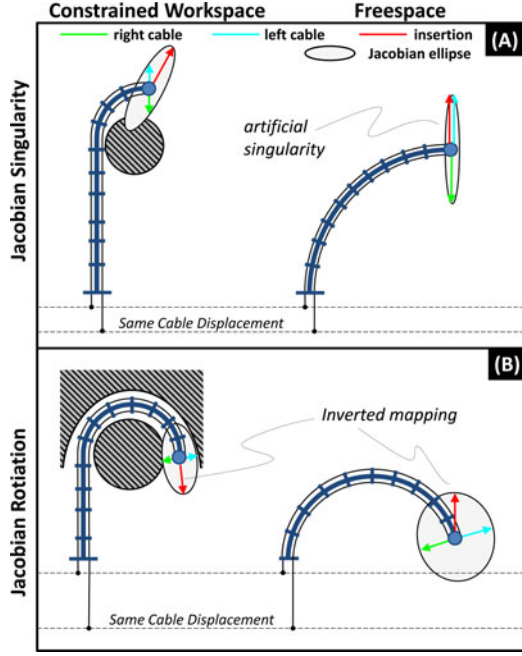 Constrained Workspace
Freespace
right cable
left cable
insertion
Jacobian ellipse
(A)
Jacobian Singularity
artificial
singularity
Same Cable Displacement
(B)
Jacobian Rotiation
Inverted mapping
Same Cable Displacement